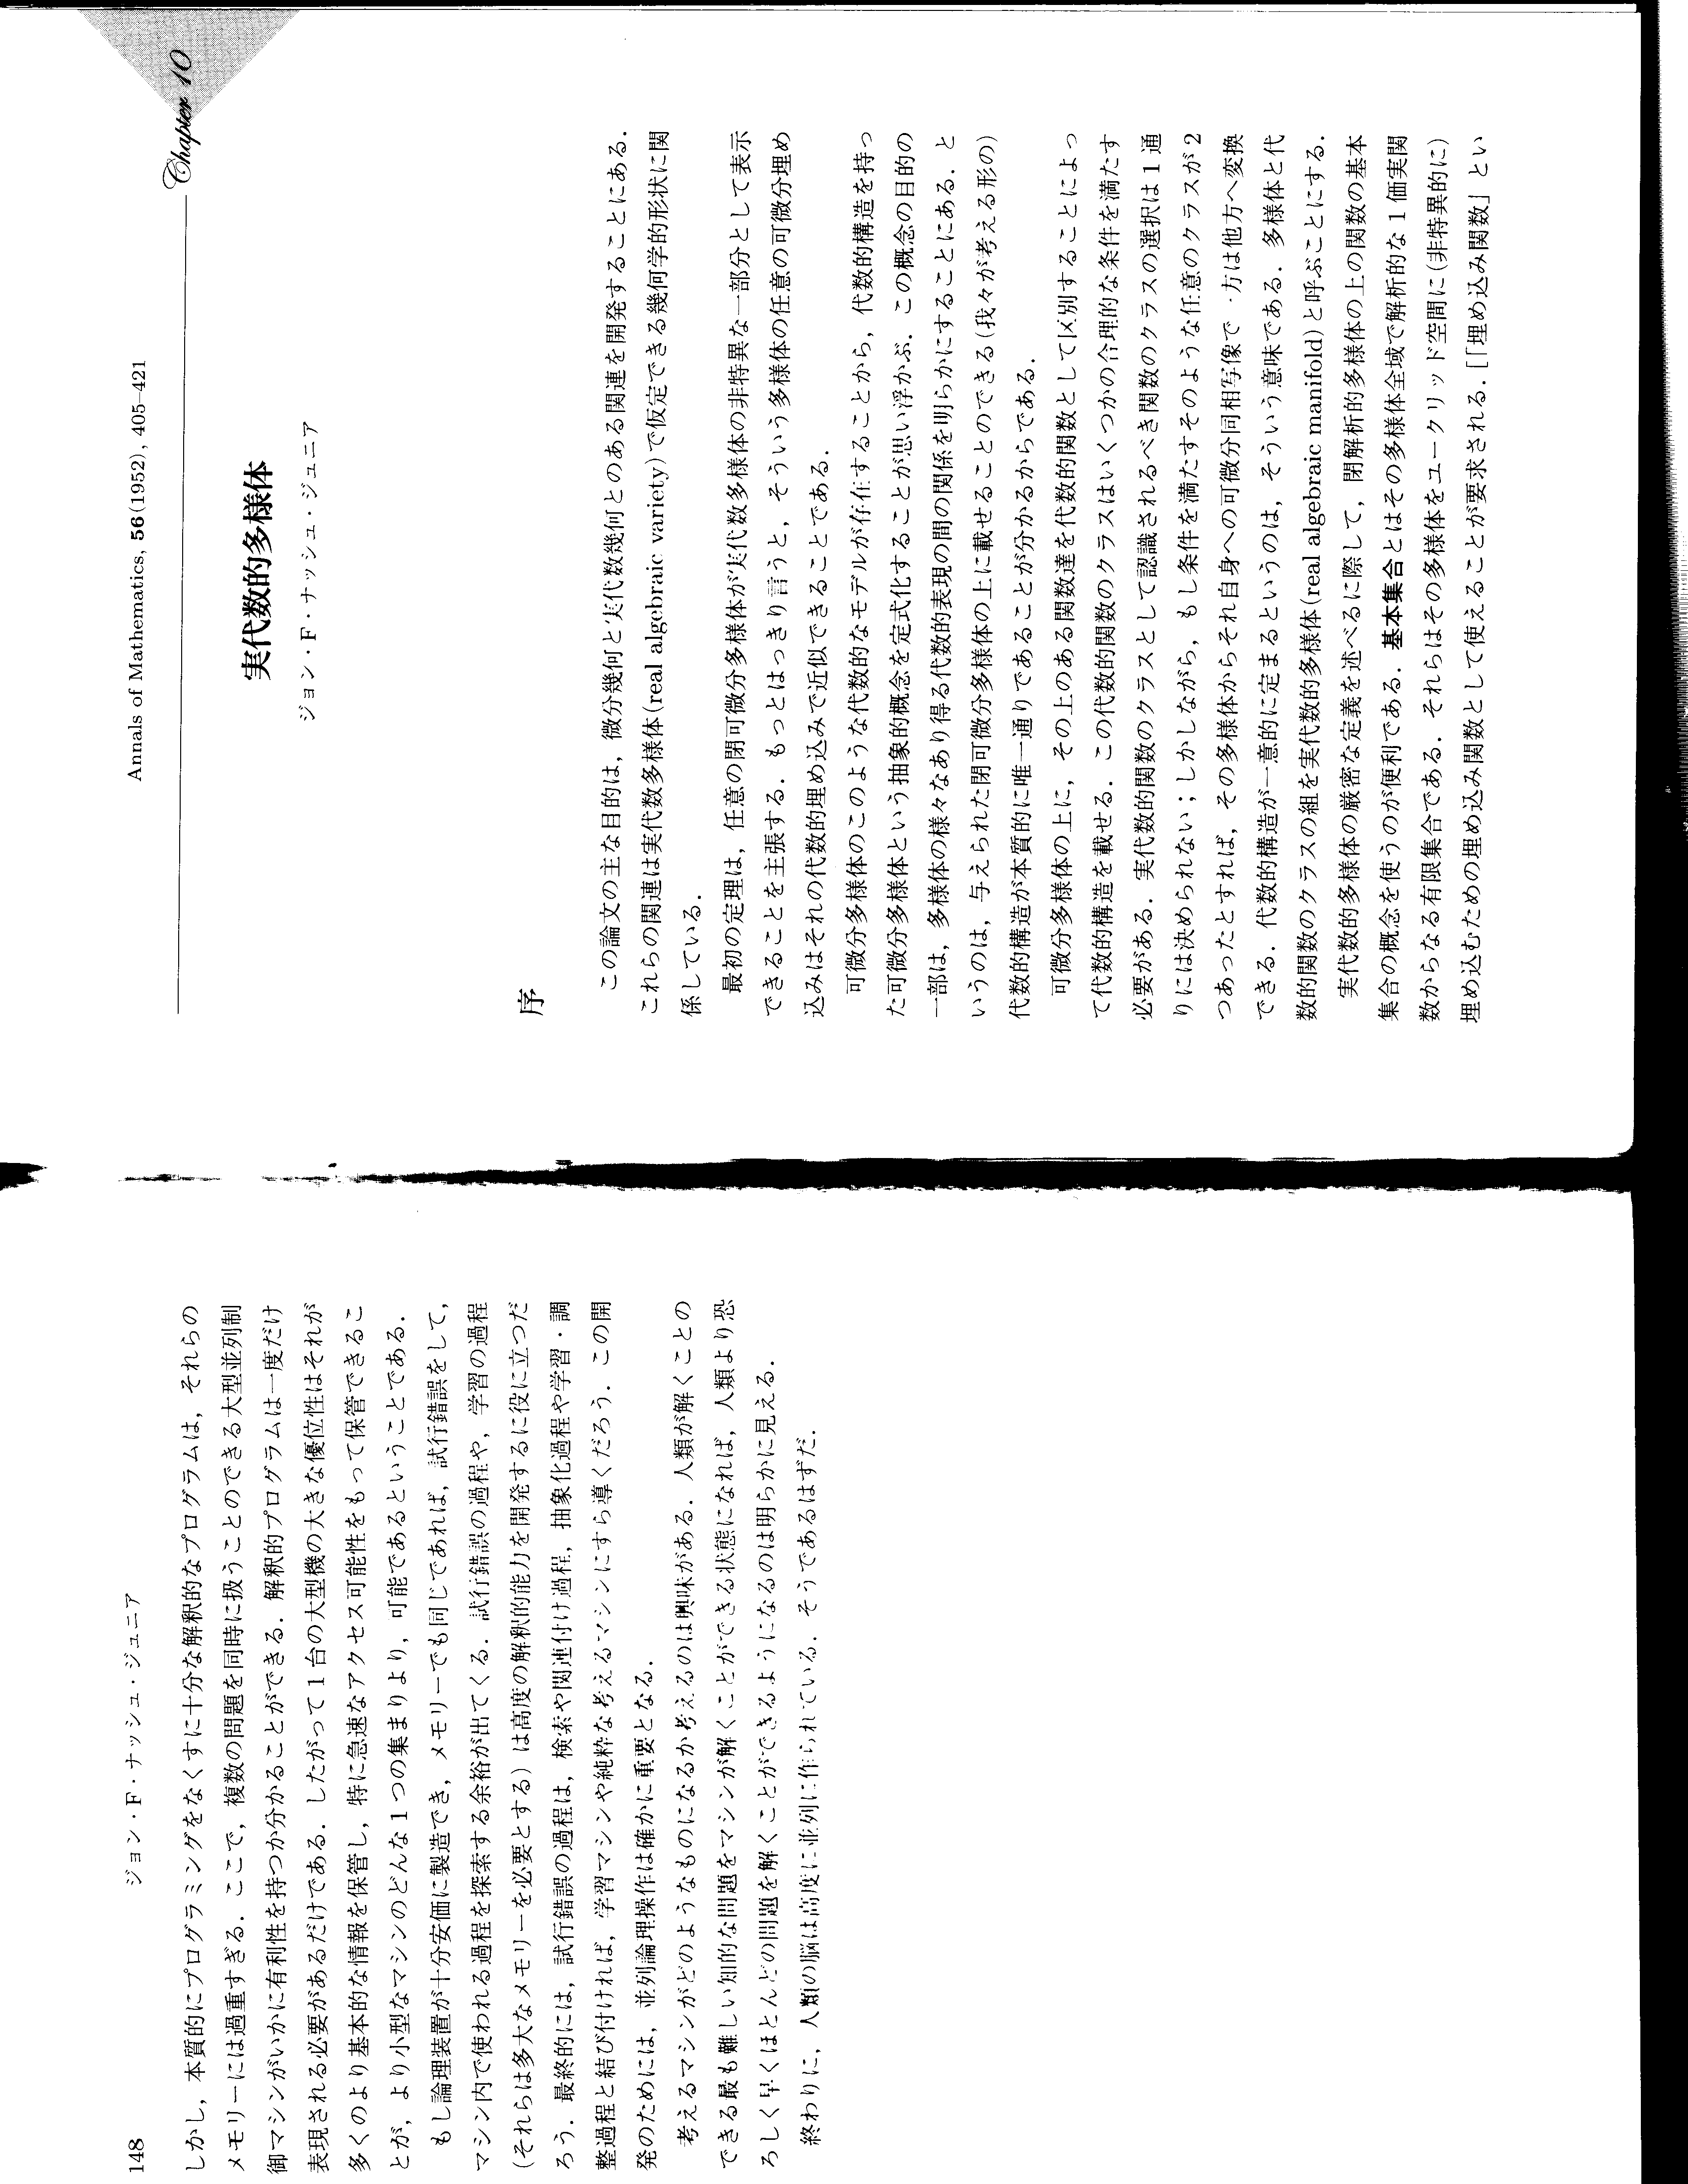 148
ジョン・F・ナッシュ・ジュニア
しかし，本質的にプログラミングをなくすに十分な解釈的なプログラムは，それらの
メモリーには過重すぎる．ここで，複数の問題を同時に扱うことのできる大型並列制
御マシンがいかに有利性を持つか分かることができる．解釈的プログラムは一度だけ
表現される必要があるだけである．したがって1台の大型機の大きな優位性はそれが
多くのより基本的な情報を保管し，特に急速なアクセス可能性をもって保管できるこ
とが，より小型なマシンのどんな1つの集まりより，可能であるということである．
もし論理装置が十分安価に製造でき，メモリーでも同じであれば，試行錯誤をして，
マシン内で使われる過程を探索する余裕が出てくる．試行錯誤の過程や，学習の過程
（それらは多大なメモリーを必要とする）は高度の解釈的能力を開発するに役に立つだ
ろう．最終的には，試行錯誤の過程は，検索や関連付け過程，抽象化過程や学習・調
整過程と結び付ければ，学習マシンや純粋な考えるマシンにすら導くだろう．この開
発のためには，並列論理操作は確かに重要となる．
考えるマシンがどのようなものになるか考えるのは興味がある．人類が解くことの
できる最も難しい知的な問題をマシンが解くことができる状態になれば，人類より恐
ろしく早くほとんどの問題を解くことができるようになるのは明らかに見える．
終わりに，人類の脳は高度に並列に作られている．そうであるはずだ．
Annals of Mathematics, 56(1952), 405–421
Chapter 10
実代数的多様体
ジョン・F・ナッシュ・ジュニア
序
この論文の主な目的は，微分幾何と実代数幾何とのある関連を開発することにある．
これらの関連は実代数多様体(real algebraic variety)で仮定できる幾何学的形状に関
係している．
最初の定理は，任意の閉可微分多様体が実代数多様体の非特異な一部分として表示
できることを主張する．もっとはっきり言うと，そういう多様体の任意の可微分埋め
込みはそれの代数的埋め込みで近似できることである．
可微分多様体のこのような代数的なモデルが存在することから，代数的構造を持っ
た可微分多様体という抽象的概念を定式化することが思い浮かぶ．この概念の目的の
一部は，多様体の様々なあり得る代数的表現の間の関係を明らかにすることにある．と
いうのは，与えられた閉可微分多様体の上に載せることのできる(我々が考える形の)
代数的構造が本質的に唯一通りであることが分かるからである．
可微分多様体の上に，その上のある関数達を代数的関数として区別することによっ
て代数的構造を載せる．この代数的関数のクラスはいくつかの合理的な条件を満たす
必要がある．実代数的関数のクラスとして認識されるべき関数のクラスの選択は1通
りには決められない；しかしながら，もし条件を満たすそのような任意のクラスが2
つあったとすれば，その多様体からそれ自身への可微分同相写像で一方は他方へ変換
できる．代数的構造が一意的に定まるというのは，そういう意味である．多様体と代
数的関数のクラスの組を実代数的多様体(real algebraic manifold)と呼ぶことにする．
実代数的多様体の厳密な定義を述べるに際して，閉解析的多様体の上の関数の基本
集合の概念を使うのが便利である．基本集合とはその多様体全域で解析的な1価実関
数からなる有限集合である．それらはその多様体をユークリッド空間に(非特異的に)
埋め込むための埋め込み関数として使えることが要求される．[「埋め込み関数」とい